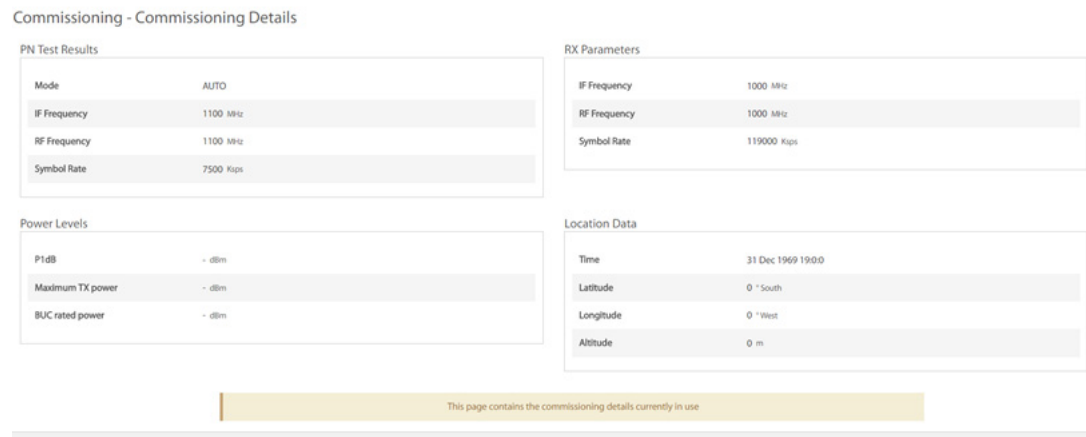 Commissioning - Commissioning Details
PN Test Results
Mode AUTO
IF Frequency 1100 MHz
RF Frequency 1100 MHz
Symbol Rate 7500 Ksps
RX Parameters
IF Frequency 1000 MHz
RF Frequency 1000 MHz
Symbol Rate 119000 Ksps
Power Levels
P1dB - dBm
Maximum TX power - dBm
BUC rated power - dBm
Location Data
Time 31 Dec 1969 19:0:0
Latitude 0 ° South
Longitude 0 ° West
Altitude 0 m
This page contains the commissioning details currently in use